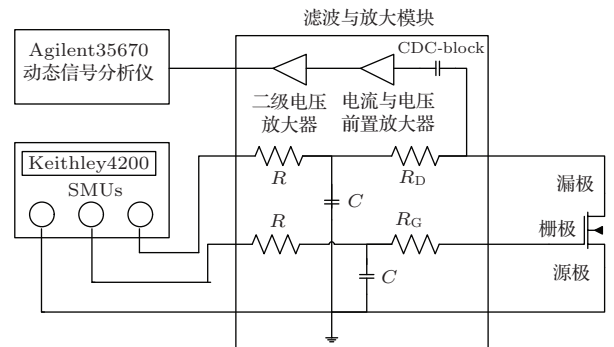 滤波与放大模块
Agilent35670
动态信号分析仪
CDC-block
二级电压
放大器
电流与电压
前置放大器
Keithley4200
SMUs
R
RD
C
漏极
R
RG
栅极
C
源极